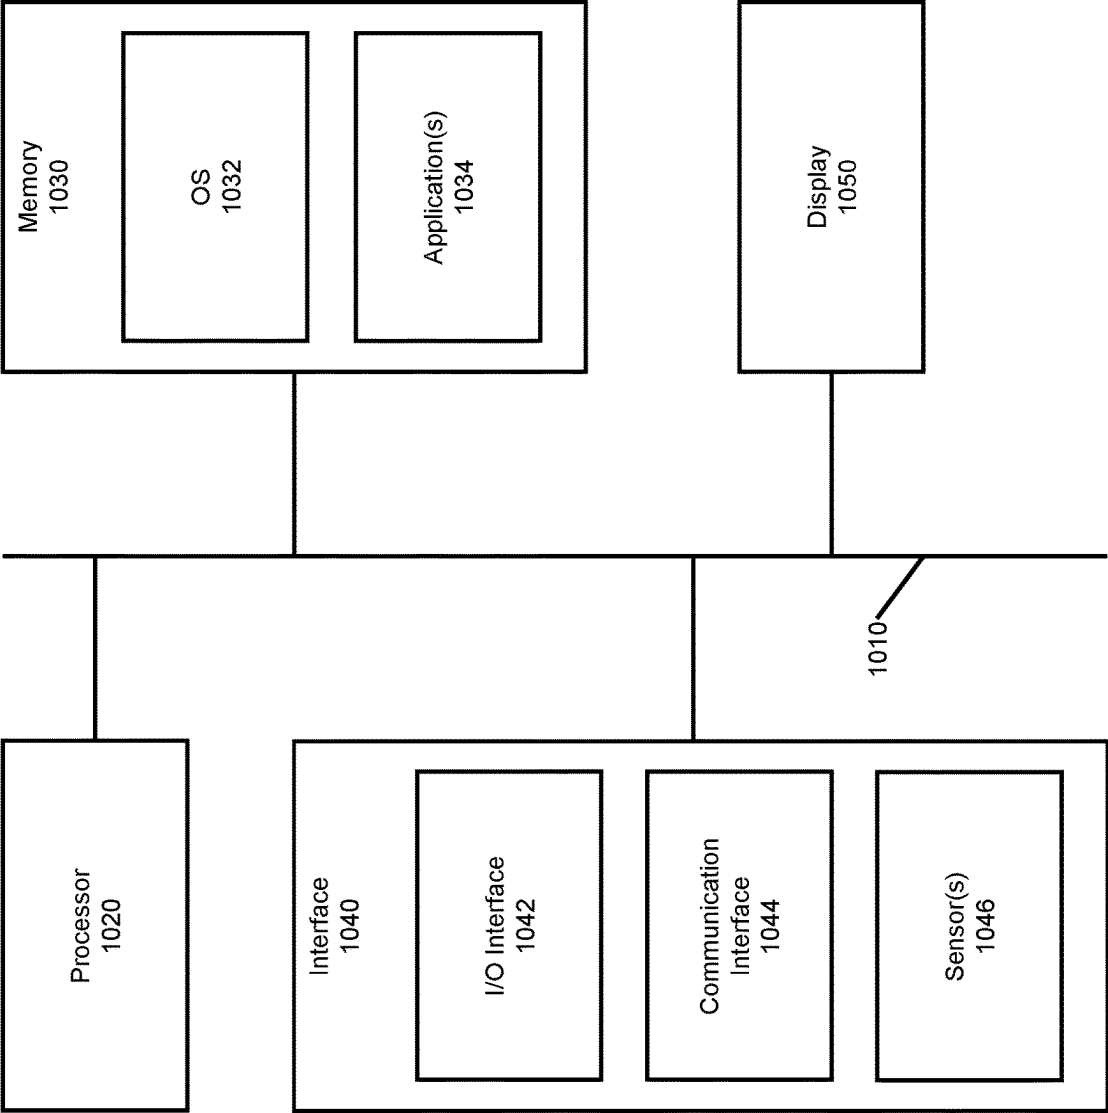 Processor
1020
Memory
1030
OS
1032
Application(s)
1034
Interface
1040
I/O Interface
1042
Communication
Interface
1044
Sensor(s)
1046
Display
1050
1010